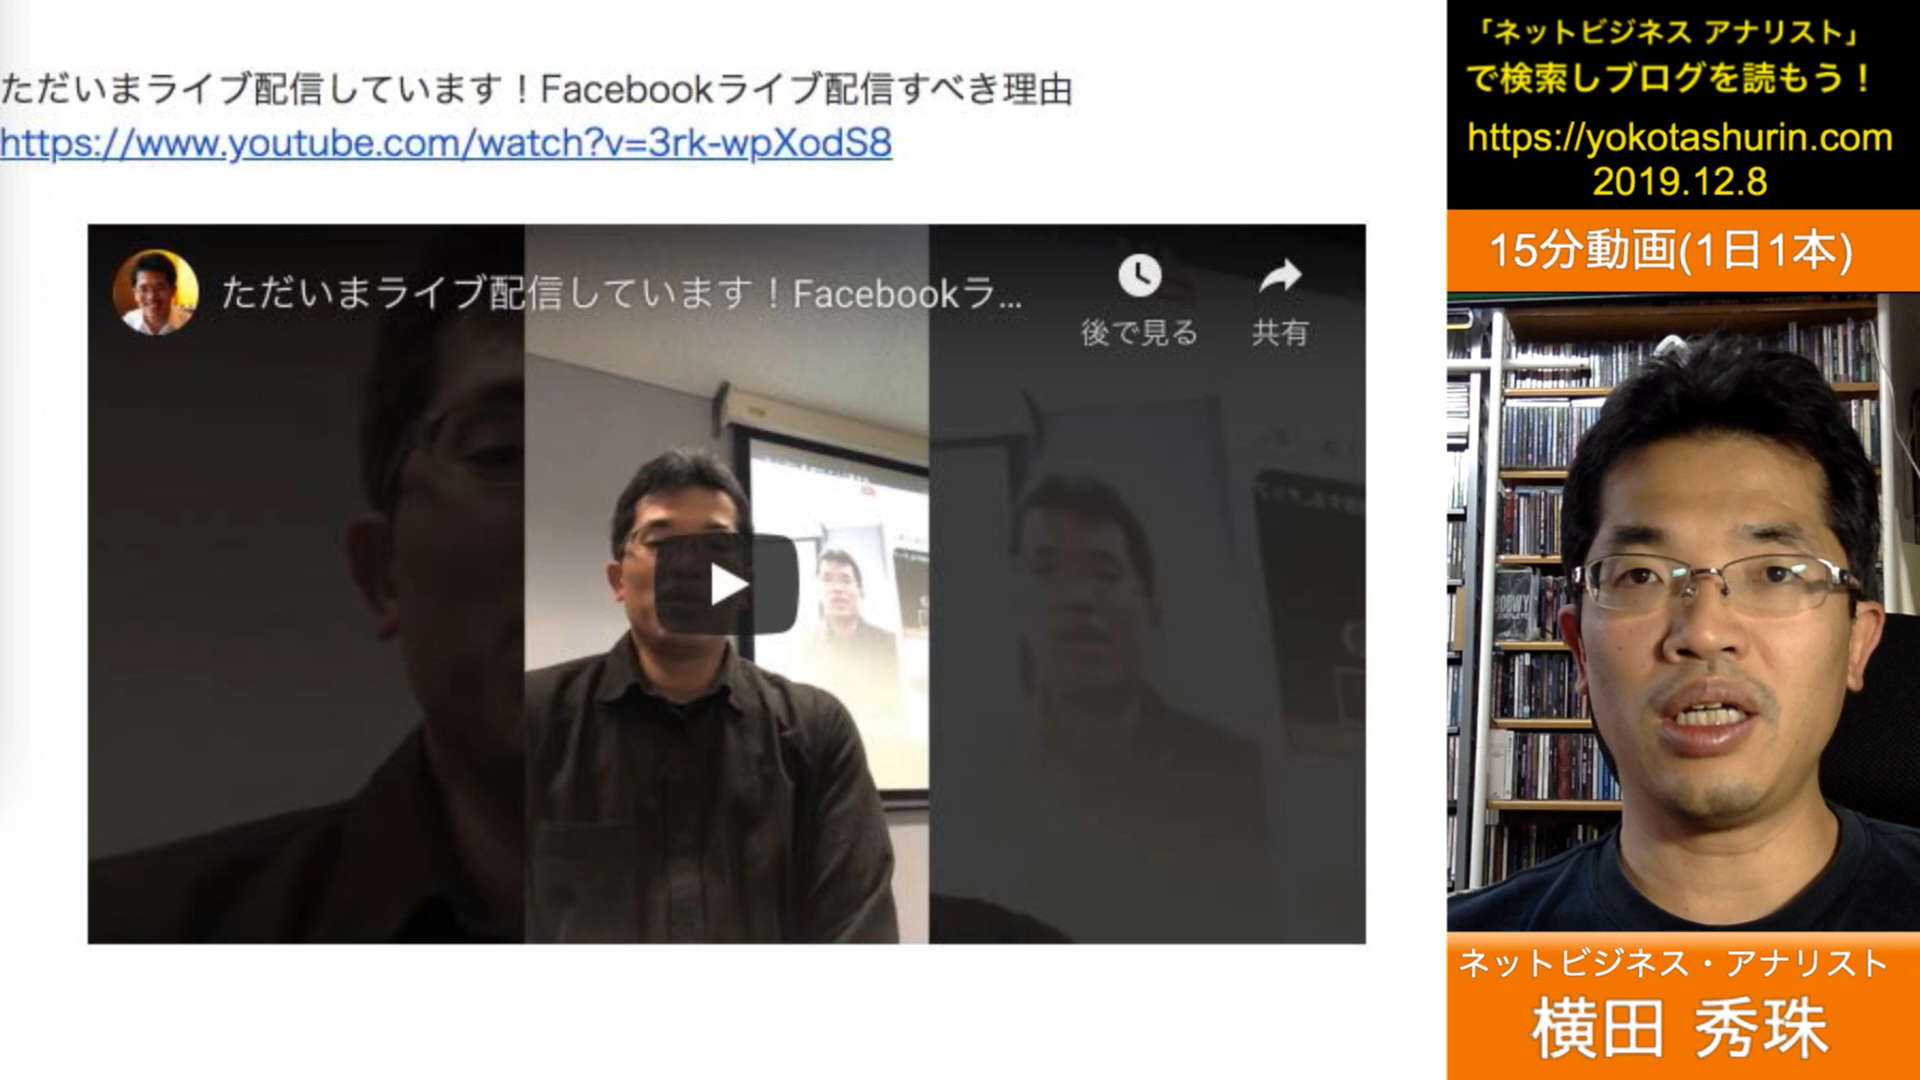 ただいまライブ配信しています！Facebookライブ配信すべき理由
https://www.youtube.com/watch?v=3rk-wpXodS8
ただいまライブ配信しています！Facebookラ...
後で見る
共有
「ネットビジネス アナリスト」
で検索しブログを読もう！
https://yokotashurin.com
2019.12.8
15分動画(1日1本)
BOØWY
ネットビジネス・アナリスト
横田 秀珠